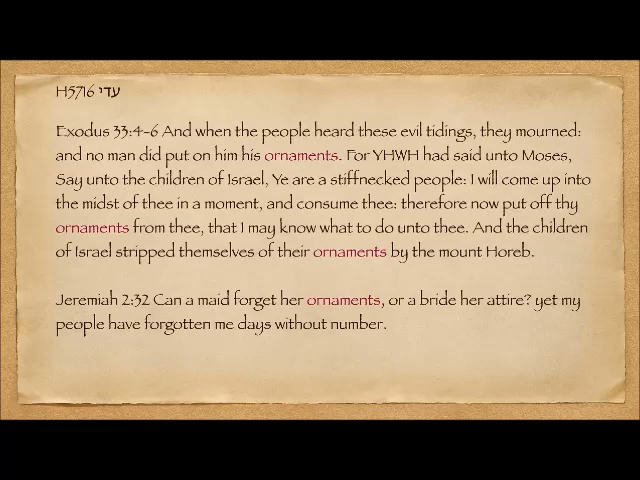 H5716 עדי
Exodus 33:4-6 And when the people heard these evil tidings, they mourned:
and no man did put on him his ornaments. For YHWH had said unto Moses,
Say unto the children of Israel, Ye are a stiffnecked people: I will come up into
the midst of thee in a moment, and consume thee: therefore now put off thy
ornaments from thee, that I may know what to do unto thee. And the children
of Israel stripped themselves of their ornaments by the mount Horeb.
Jeremiah 2:32 Can a maid forget her ornaments, or a bride her attire? yet my
people have forgotten me days without number.